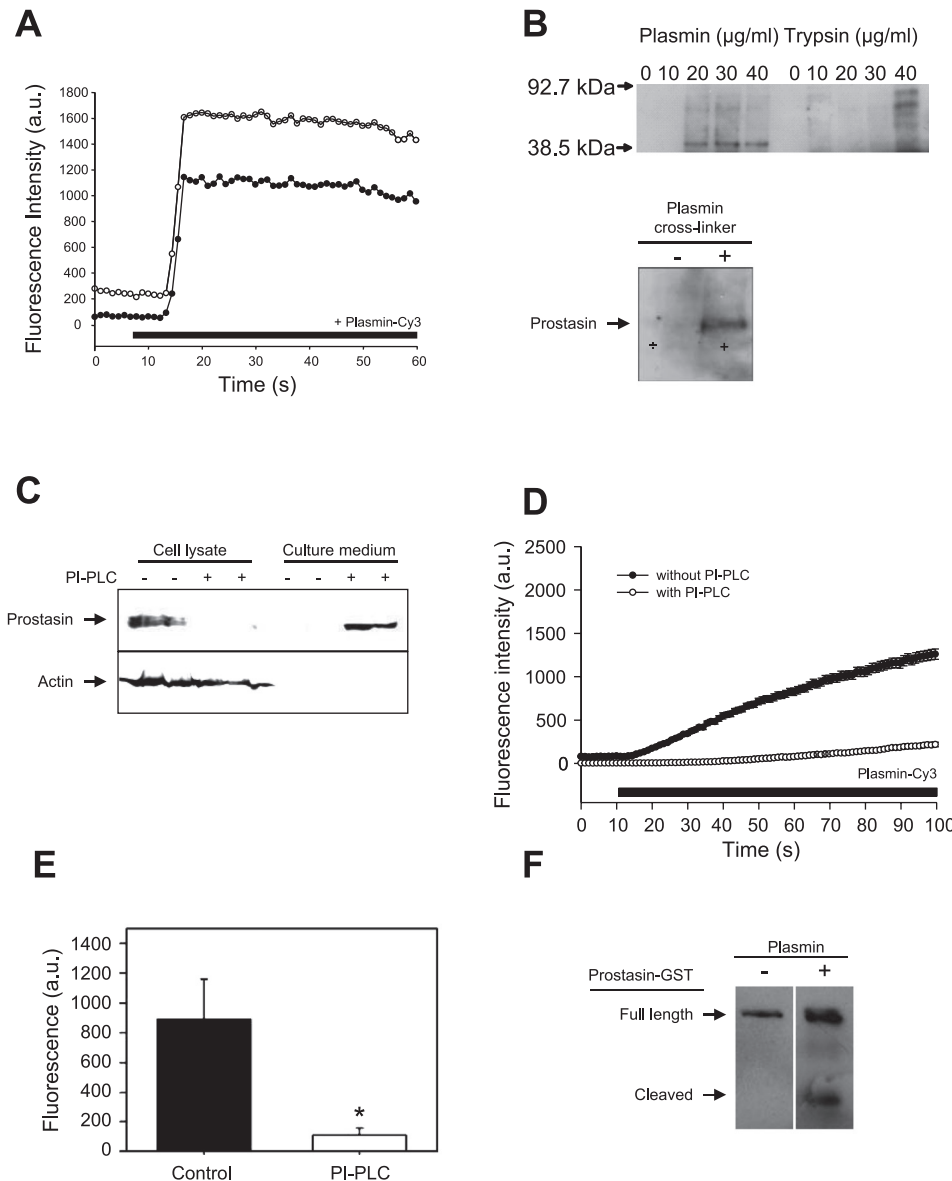 A
Fluorescence Intensity (a.u.)
1800
1600
1400
1200
1000
800
600
400
200
0
+ Plasmin-Cy3
0 10 20 30 40 50 60
Time (s)
B
Plasmin (µg/ml) Trypsin (µg/ml)
0 10 20 30 40 0 10 20 30 40
92.7 kDa
38.5 kDa
Plasmin
cross-linker
- +
Prostasin
÷ +
C
Cell lysate Culture medium
PI-PLC - - + + - - + +
Prostasin
Actin
D
Fluorescence intensity (a.u.)
2500
2000
1500
1000
500
0
without PI-PLC
with PI-PLC
Plasmin-Cy3
0 10 20 30 40 50 60 70 80 90 100
Time (s)
E
Fluorescence (a.u.)
1400
1200
1000
800
600
400
200
0
*
Control PI-PLC
F
Plasmin
Prostasin-GST - +
Full length
Cleaved